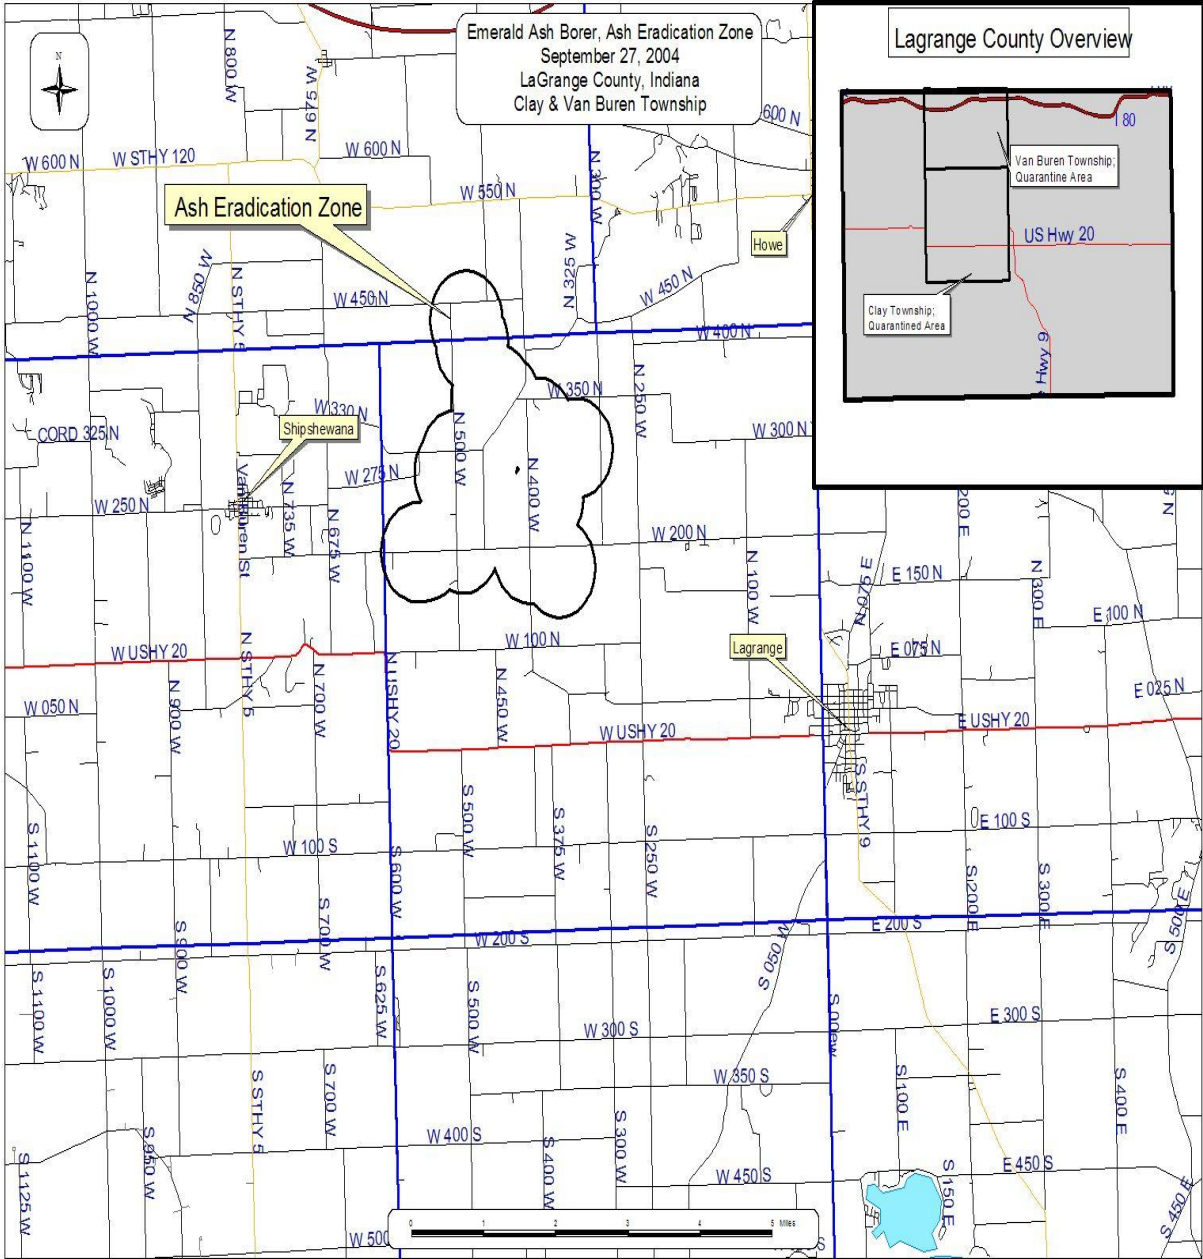 Emerald Ash Borer, Ash Eradication Zone
September 27, 2004
LaGrange County, Indiana
Clay & Van Buren Township
Lagrange County Overview
I 80
Van Buren Township;
Quarantine Area
US Hwy 20
Clay Township;
Quarantined Area
Hwy 9
N
N 800 W
N 675 W
600 N
W 600 N
W STHY 120
W 600 N
W 550 N
N 300 W
Ash Eradication Zone
Howe
N 325 W
W 450 N
N 1000 W
N 850 W
N STHY 5
W 450 N
W 400 N
W 350 N
N 250 W
W 330 N
Shipshewana
CORD 325 N
W 300 N
N 500 W
N 400 W
W 275 N
Van Buren St
N 735 W
N 675 W
W 250 N
N 1100 W
W 200 N
N 100 W
200 E
N 075 E
E 150 N
N 300 E
E 100 N
W 100 N
Lagrange
E 075 N
W USHY 20
N STHY 5
N 700 W
N USHY 20
N 450 W
E 025 N
W 050 N
N 900 W
W USHY 20
E USHY 20
S STHY 9
S 500 W
S 375 W
S 250 W
E 100 S
S 1100 W
W 100 S
S 600 W
S 200 E
S 300 E
S 500 E
S 900 W
S 700 W
W 200 S
E 200 S
S 050 W
S 1100 W
S 1000 W
S 625 W
S 500 W
S 00ew
W 300 S
E 300 S
S STHY 5
S 700 W
W 350 S
S 100 E
S 400 E
S 950 W
W 400 S
S 400 W
S 300 W
S 1125 W
W 450 S
S 150 E
E 450 S
S 450 E
W 500
0 1 2 3 4 5 Miles
S